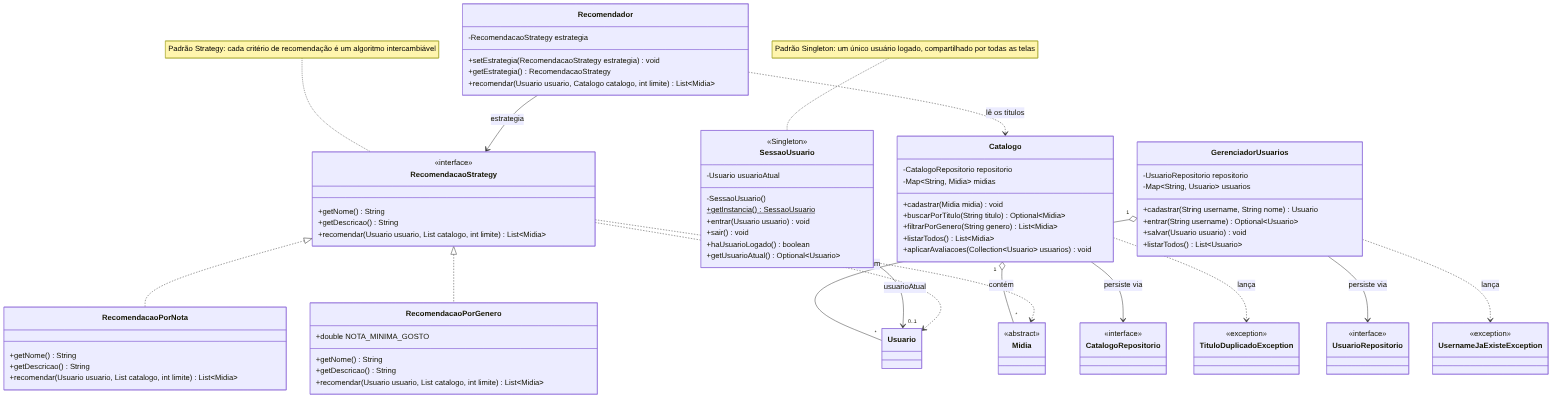 Recomendador
-RecomendacaoStrategy estrategia
+setEstrategia(RecomendacaoStrategy estrategia) : void
+getEstrategia() : RecomendacaoStrategy
+recomendar(Usuario usuario, Catalogo catalogo, int limite) : List<Midia>
Padrão Strategy: cada critério de recomendação é um algoritmo intercambiável
Padrão Singleton: um único usuário logado, compartilhado por todas as telas
estrategia
lê os títulos
«interface»
RecomendacaoStrategy
+getNome() : String
+getDescricao() : String
+recomendar(Usuario usuario, List catalogo, int limite) : List<Midia>
«Singleton»
SessaoUsuario
-Usuario usuarioAtual
-SessaoUsuario()
+getInstancia() : SessaoUsuario
+entrar(Usuario usuario) : void
+sair() : void
+haUsuarioLogado() : boolean
+getUsuarioAtual() : Optional<Usuario>
Catalogo
-CatalogoRepositorio repositorio
-Map<String, Midia> midias
+cadastrar(Midia midia) : void
+buscarPorTitulo(String titulo) : Optional<Midia>
+filtrarPorGenero(String genero) : List<Midia>
+listarTodos() : List<Midia>
+aplicarAvaliacoes(Collection<Usuario> usuarios) : void
GerenciadorUsuarios
-UsuarioRepositorio repositorio
-Map<String, Usuario> usuarios
+cadastrar(String username, String nome) : Usuario
+entrar(String username) : Optional<Usuario>
+salvar(Usuario usuario) : void
+listarTodos() : List<Usuario>
1
1
usuarioAtual
contém
persiste via
lança
persiste via
lança
0..1
*
*
RecomendacaoPorNota
+getNome() : String
+getDescricao() : String
+recomendar(Usuario usuario, List catalogo, int limite) : List<Midia>
RecomendacaoPorGenero
+double NOTA_MINIMA_GOSTO
+getNome() : String
+getDescricao() : String
+recomendar(Usuario usuario, List catalogo, int limite) : List<Midia>
Usuario
«abstract»
Midia
«interface»
CatalogoRepositorio
«exception»
TituloDuplicadoException
«interface»
UsuarioRepositorio
«exception»
UsernameJaExisteException